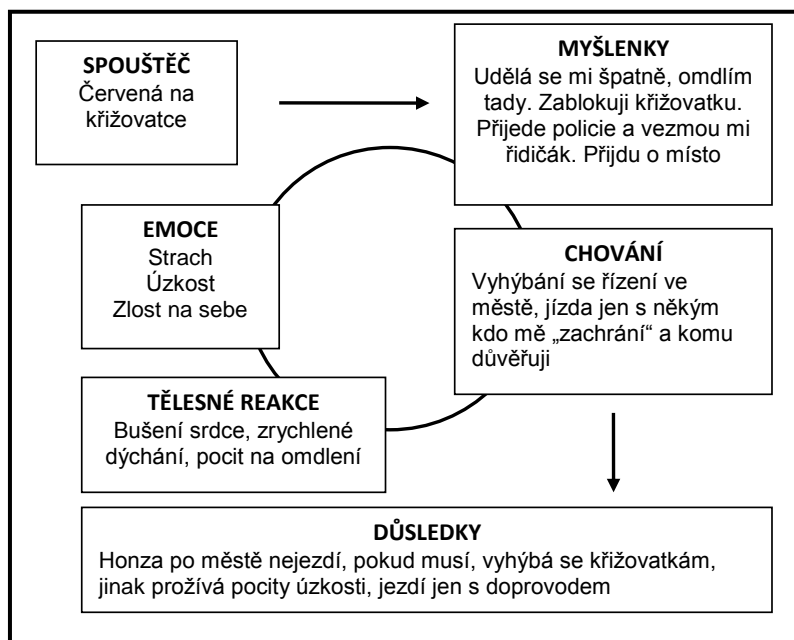 SPOUŠTĚČ
Červená na
křižovatce
MYŠLENKY
Udělá se mi špatně, omdlím
tady. Zablokuji křižovatku.
Přijede policie a vezmou mi
řidičák. Přijdu o místo
EMOCE
Strach
Úzkost
Zlost na sebe
CHOVÁNÍ
Vyhýbání se řízení ve
městě, jízda jen s někým
kdo mě „zachrání“ a komu
důvěřuji
TĚLESNÉ REAKCE
Bušení srdce, zrychlené
dýchání, pocit na omdlení
DŮSLEDKY
Honza po městě nejezdí, pokud musí, vyhýbá se křižovatkám,
jinak prožívá pocity úzkosti, jezdí jen s doprovodem